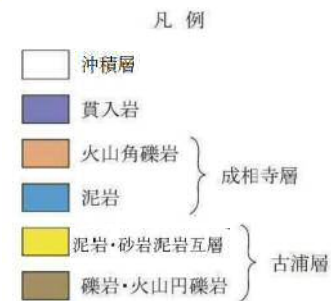 凡 例
沖積層
貫入岩
火山角礫岩
泥岩
成相寺層
泥岩・砂岩泥岩互層
礫岩・火山円礫岩
古浦層